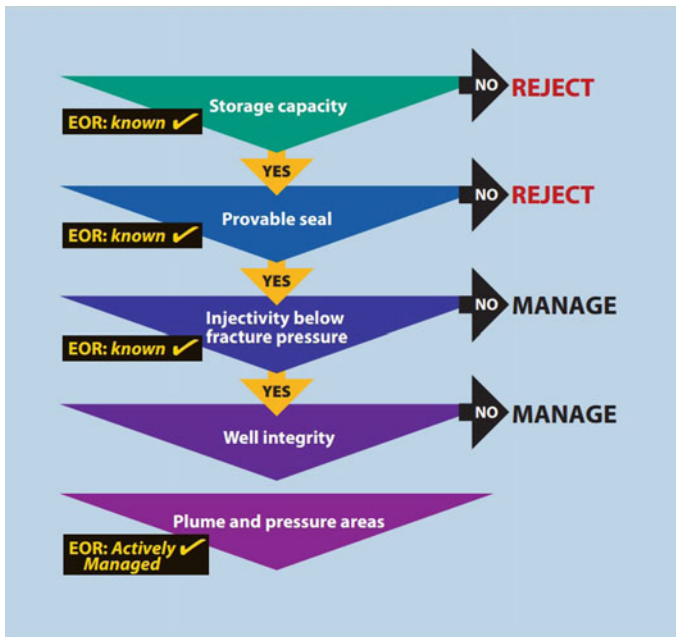 Storage capacity
NO
REJECT
EOR: known ✓
YES
Provable seal
NO
REJECT
EOR: known ✓
YES
Injectivity below
fracture pressure
NO
MANAGE
EOR: known ✓
YES
Well integrity
NO
MANAGE
Plume and pressure areas
EOR: Actively ✓
Managed